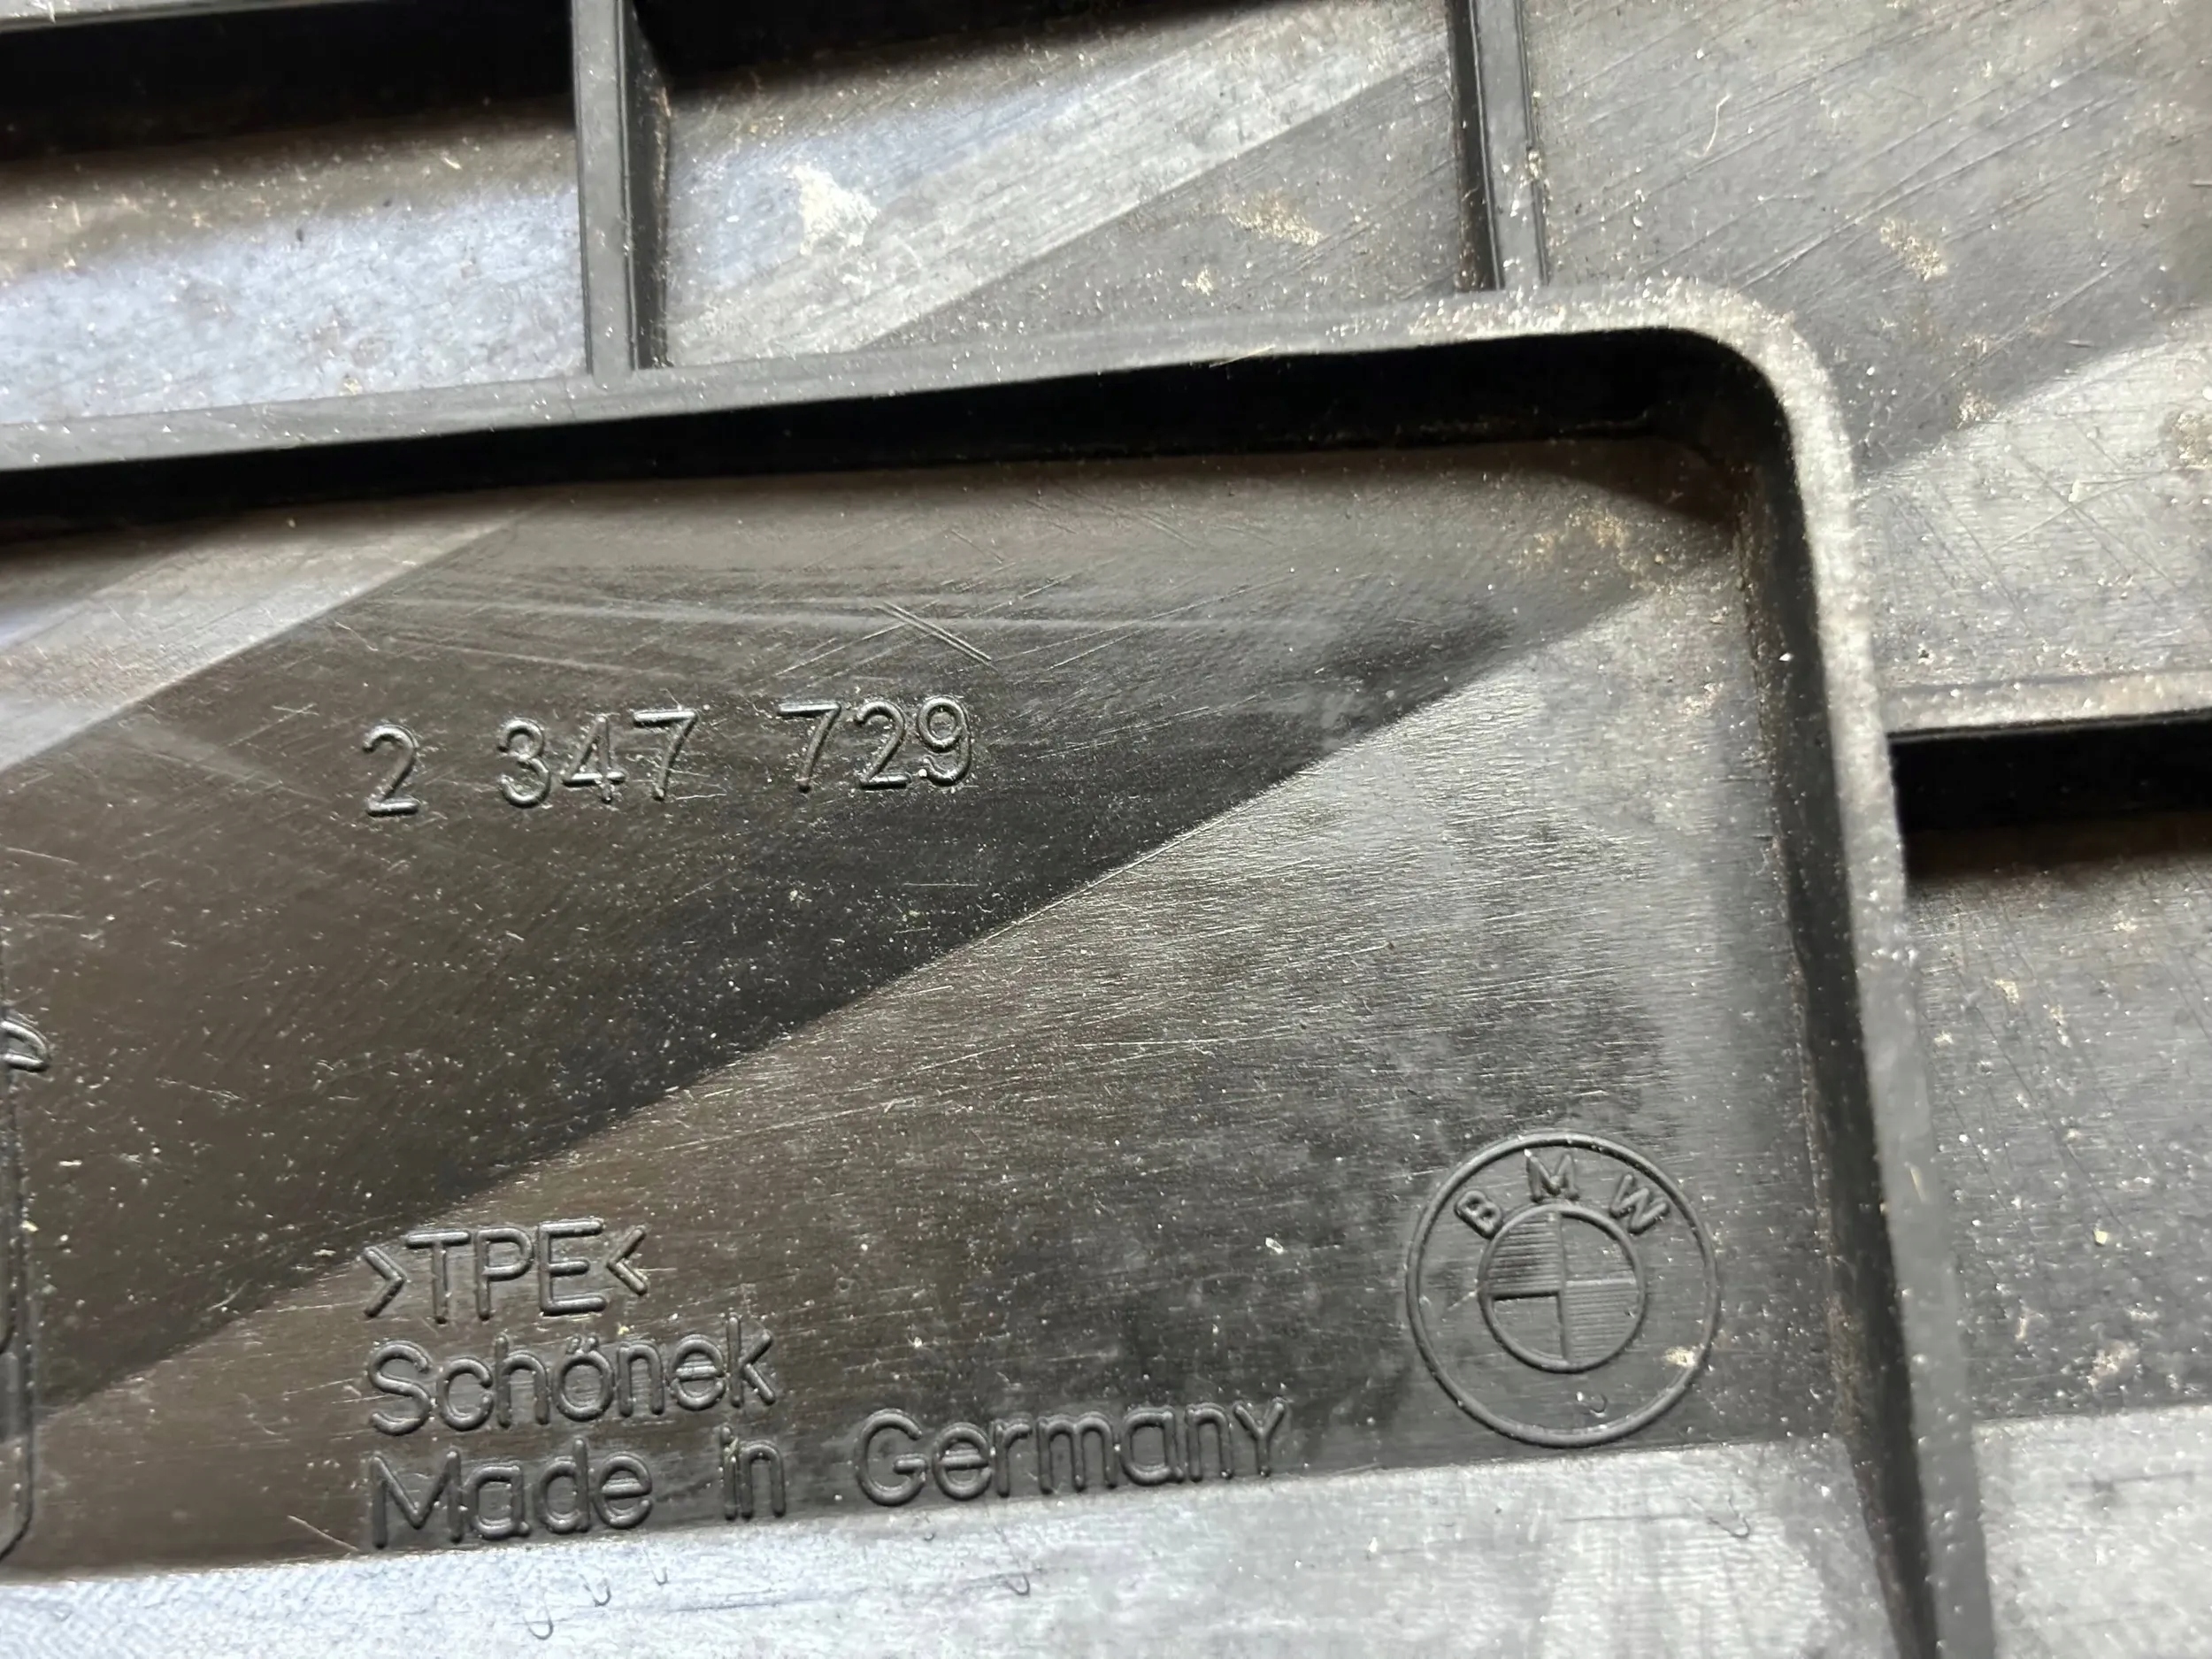 2 347 729
>TPE<
Schönek
Made in Germany
BMW